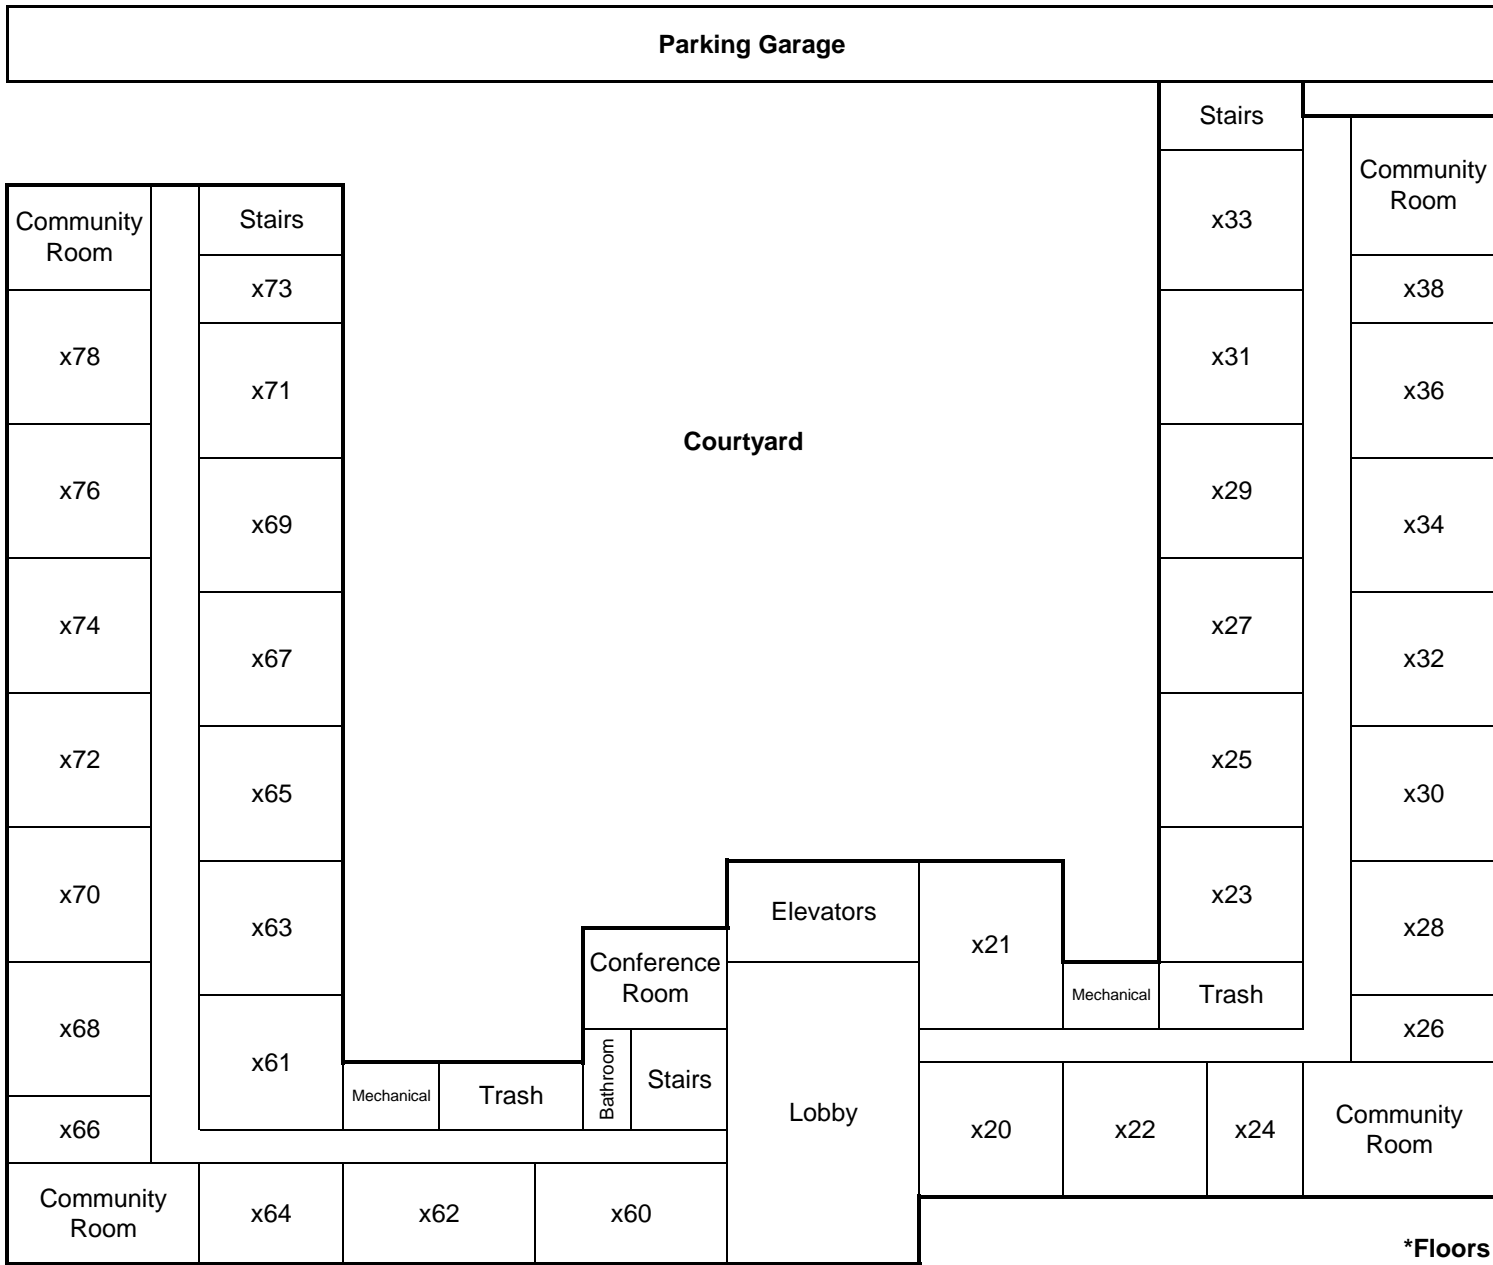 Parking Garage
Stairs
Community
Room
x33
Community
Room
Stairs
x73
x38
x78
x71
x31
x36
Courtyard
x76
x69
x29
x34
x74
x67
x27
x32
x72
x65
x25
x30
x70
x63
Elevators
x21
x23
x28
Conference
Room
Mechanical
Trash
x68
x61
x26
Mechanical
Trash
Bathroom
Stairs
x66
Lobby
x20
x22
x24
Community
Room
Community
Room
x64
x62
x60
*Floors